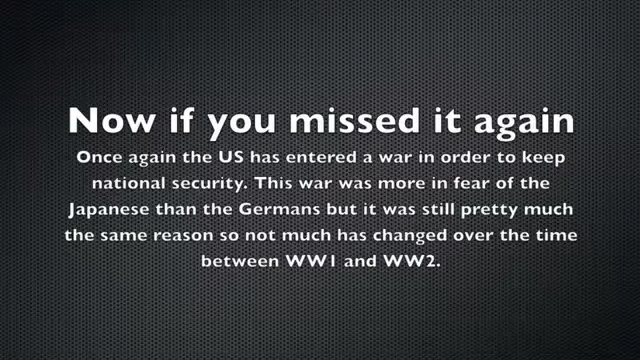 Now if you missed it again
Once again the US has entered a war in order to keep
national security. This war was more in fear of the
Japanese than the Germans but it was still pretty much
the same reason so not much has changed over the time
between WW1 and WW2.